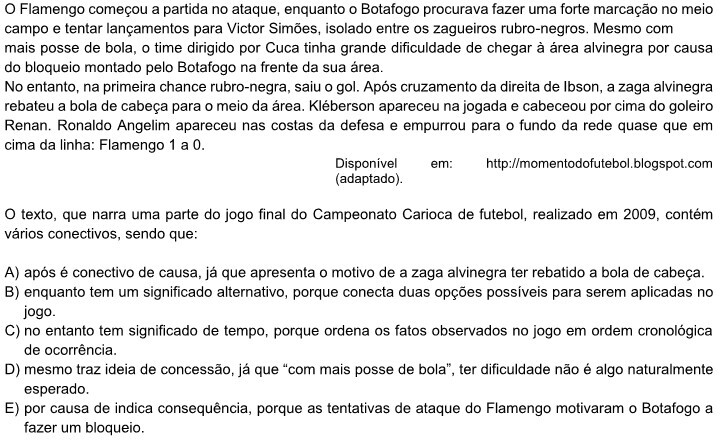 O Flamengo começou a partida no ataque, enquanto o Botafogo procurava fazer uma forte marcação no meio
campo e tentar lançamentos para Victor Simões, isolado entre os zagueiros rubro-negros. Mesmo com
mais posse de bola, o time dirigido por Cuca tinha grande dificuldade de chegar à área alvinegra por causa
do bloqueio montado pelo Botafogo na frente da sua área.
No entanto, na primeira chance rubro-negra, saiu o gol. Após cruzamento da direita de Ibson, a zaga alvinegra
rebateu a bola de cabeça para o meio da área. Kléberson apareceu na jogada e cabeceou por cima do goleiro
Renan. Ronaldo Angelim apareceu nas costas da defesa e empurrou para o fundo da rede quase que em
cima da linha: Flamengo 1 a 0.
Disponível em: http://momentodofutebol.blogspot.com
(adaptado).
O texto, que narra uma parte do jogo final do Campeonato Carioca de futebol, realizado em 2009, contém
vários conectivos, sendo que:
A) após é conectivo de causa, já que apresenta o motivo de a zaga alvinegra ter rebatido a bola de cabeça.
B) enquanto tem um significado alternativo, porque conecta duas opções possíveis para serem aplicadas no
jogo.
C) no entanto tem significado de tempo, porque ordena os fatos observados no jogo em ordem cronológica
de ocorrência.
D) mesmo traz ideia de concessão, já que “com mais posse de bola”, ter dificuldade não é algo naturalmente
esperado.
E) por causa de indica consequência, porque as tentativas de ataque do Flamengo motivaram o Botafogo a
fazer um bloqueio.